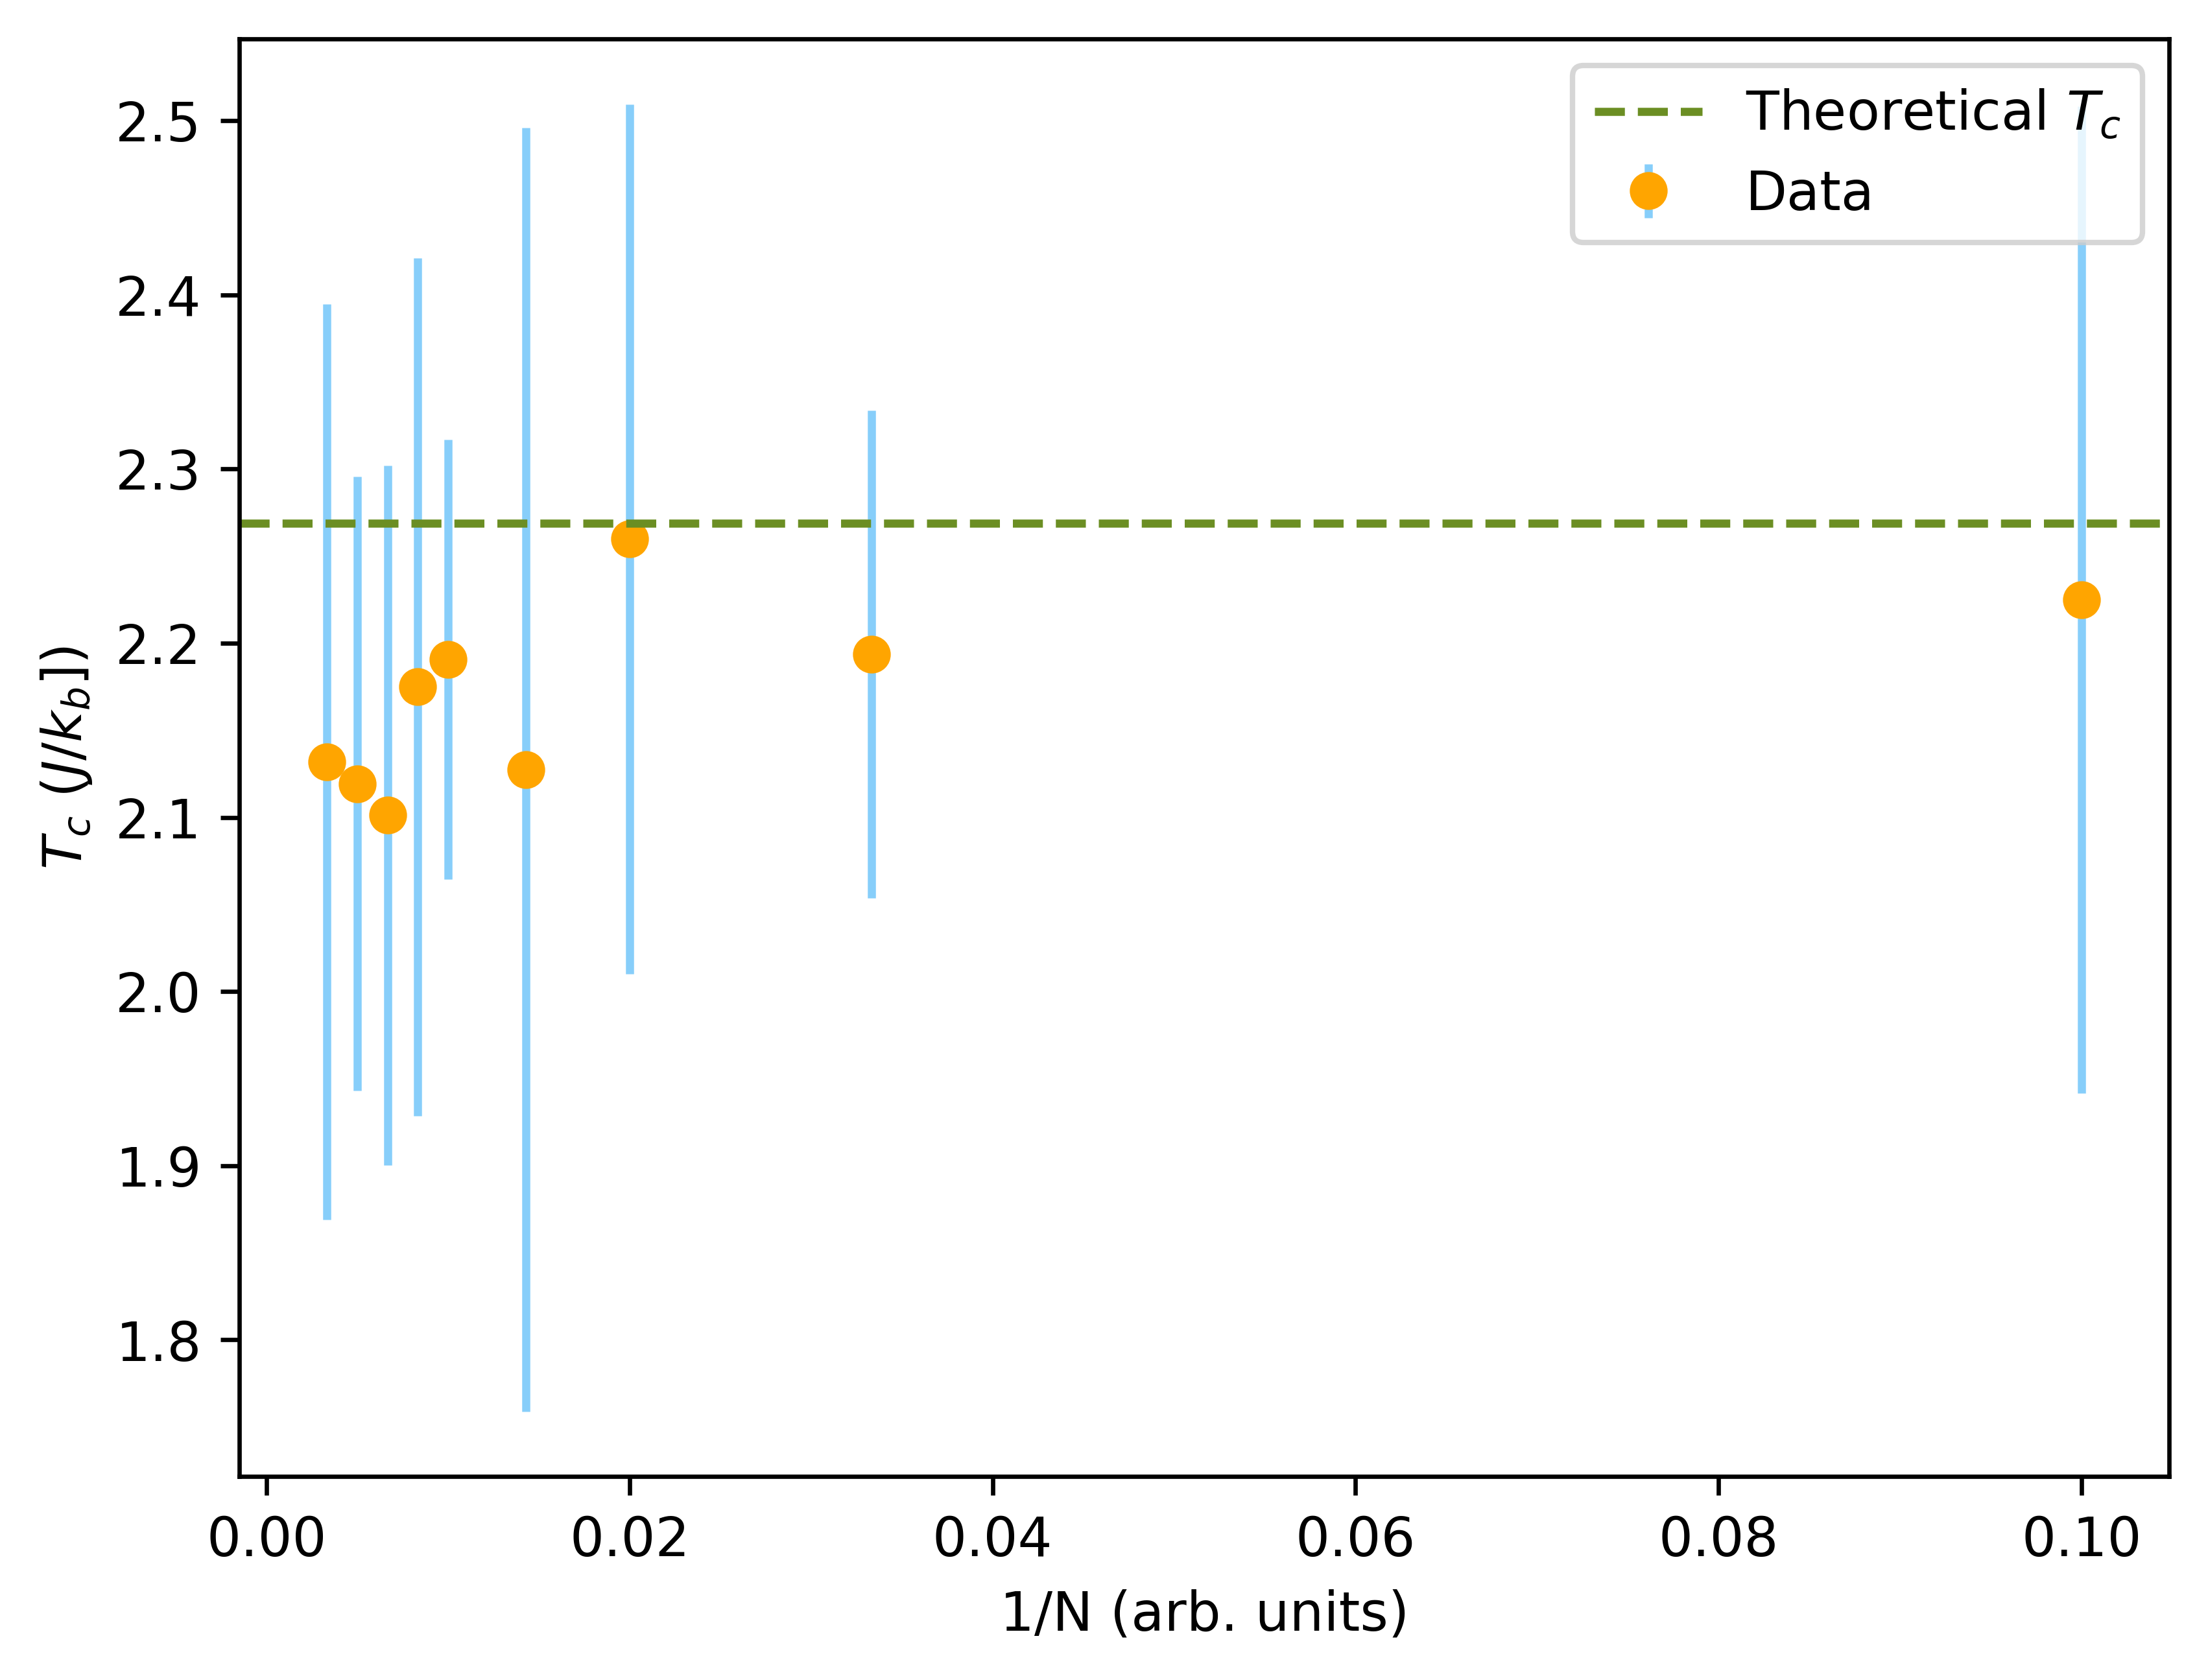 Theoretical T_c
Data
T_c (J/k_b])
2.5
2.4
2.3
2.2
2.1
2.0
1.9
1.8
0.00 0.02 0.04 0.06 0.08 0.10
1/N (arb. units)